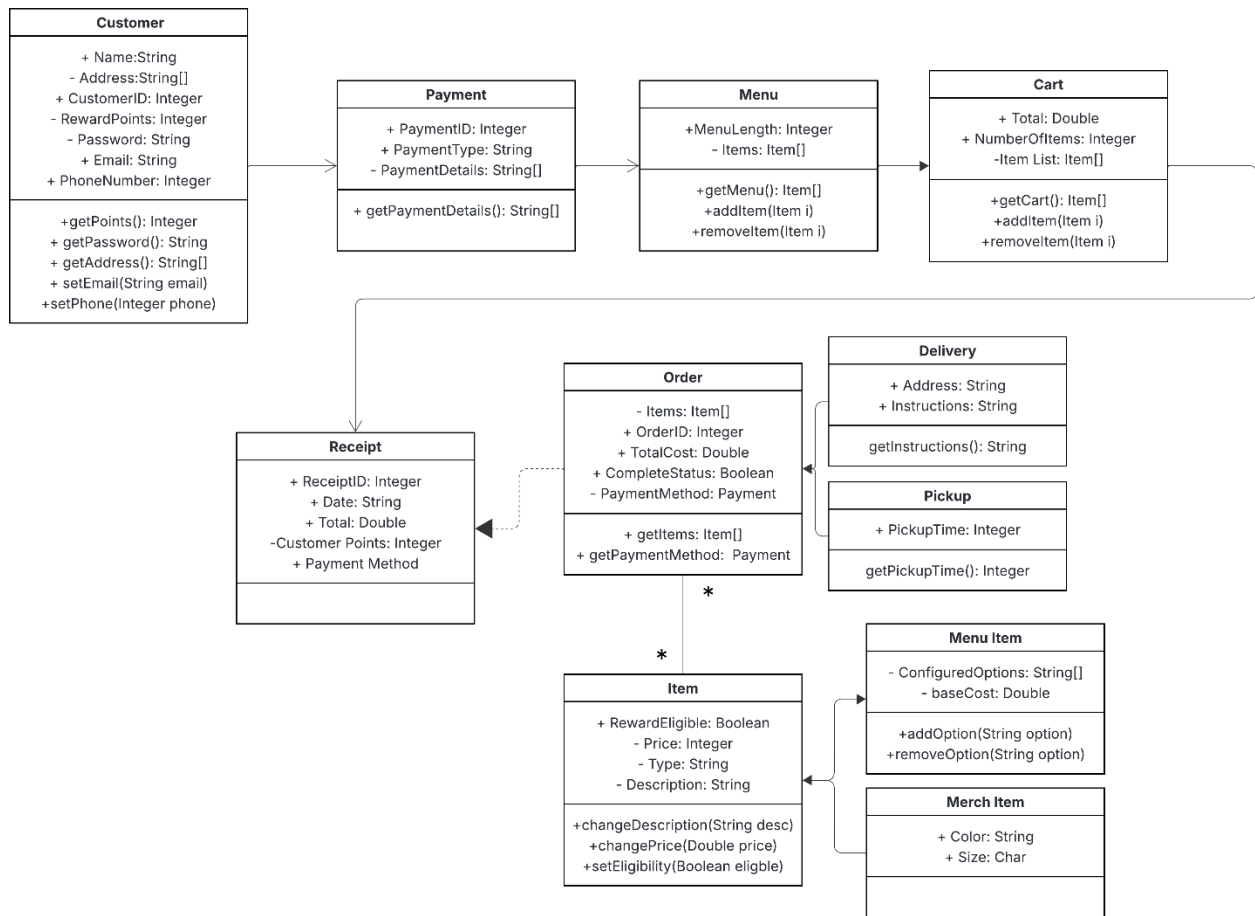 Customer
+ Name:String
- Address:String[]
+ CustomerID: Integer
- RewardPoints: Integer
- Password: String
+ Email: String
+ PhoneNumber: Integer
+getPoints(): Integer
+ getPassword(): String
+ getAddress(): String[]
+ setEmail(String email)
+setPhone(Integer phone)
Payment
+ PaymentID: Integer
+ PaymentType: String
- PaymentDetails: String[]
+ getPaymentDetails(): String[]
Menu
+MenuLength: Integer
- Items: Item[]
+getMenu(): Item[]
+addItem(Item i)
+removeItem(Item i)
Cart
+ Total: Double
+ NumberOfItems: Integer
-Item List: Item[]
+getCart(): Item[]
+addItem(Item i)
+removeItem(Item i)
Receipt
+ ReceiptID: Integer
+ Date: String
+ Total: Double
-Customer Points: Integer
+ Payment Method
Order
- Items: Item[]
+ OrderID: Integer
+ TotalCost: Double
+ CompleteStatus: Boolean
- PaymentMethod: Payment
+ getItems: Item[]
+ getPaymentMethod: Payment
Delivery
+ Address: String
+ Instructions: String
getInstructions(): String
Pickup
+ PickupTime: Integer
getPickupTime(): Integer
*
*
Item
+ RewardEligible: Boolean
- Price: Integer
- Type: String
- Description: String
+changeDescription(String desc)
+changePrice(Double price)
+setEligibility(Boolean eligble)
Menu Item
- ConfiguredOptions: String[]
- baseCost: Double
+addOption(String option)
+removeOption(String option)
Merch Item
+ Color: String
+ Size: Char